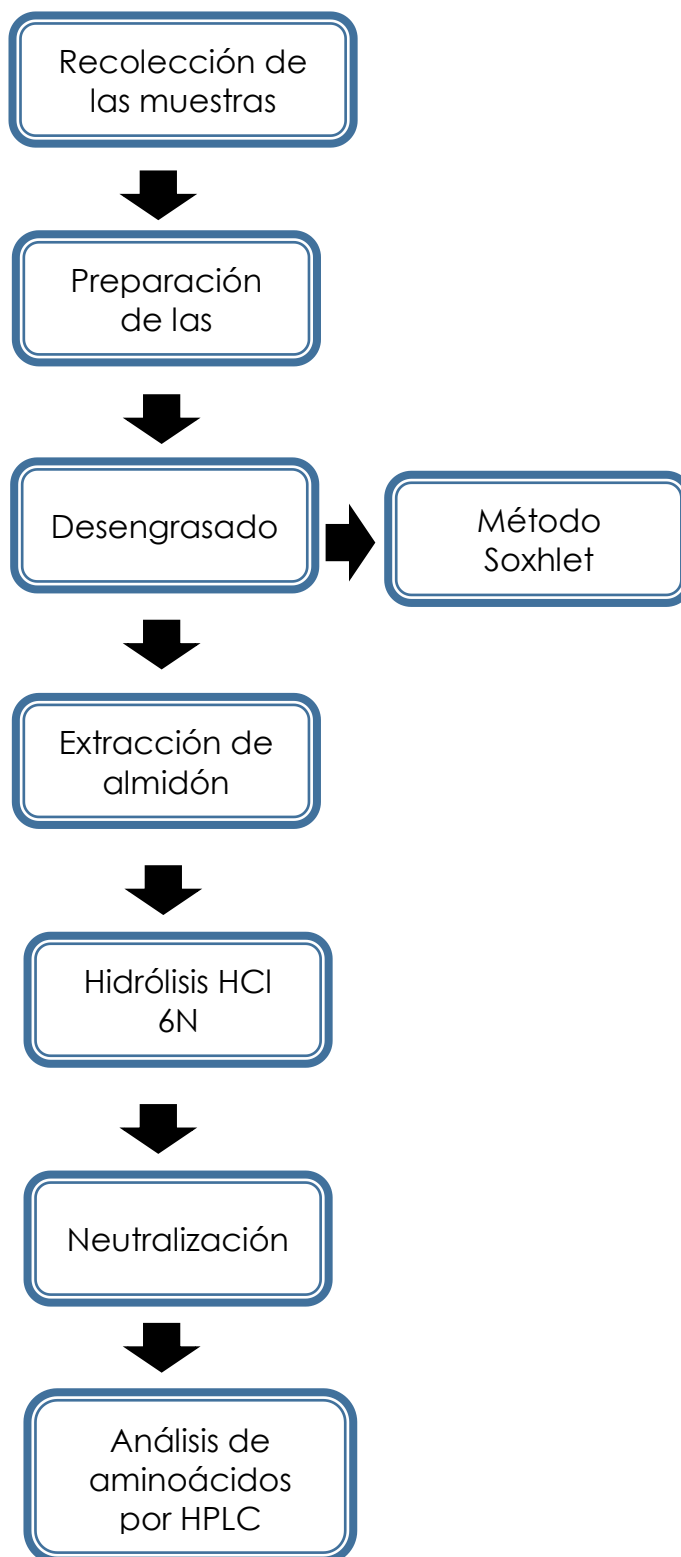 Recolección de
las muestras
Preparación
de las
Desengrasado
Método
Soxhlet
Extracción de
almidón
Hidrólisis HCl
6N
Neutralización
Análisis de
aminoácidos
por HPLC